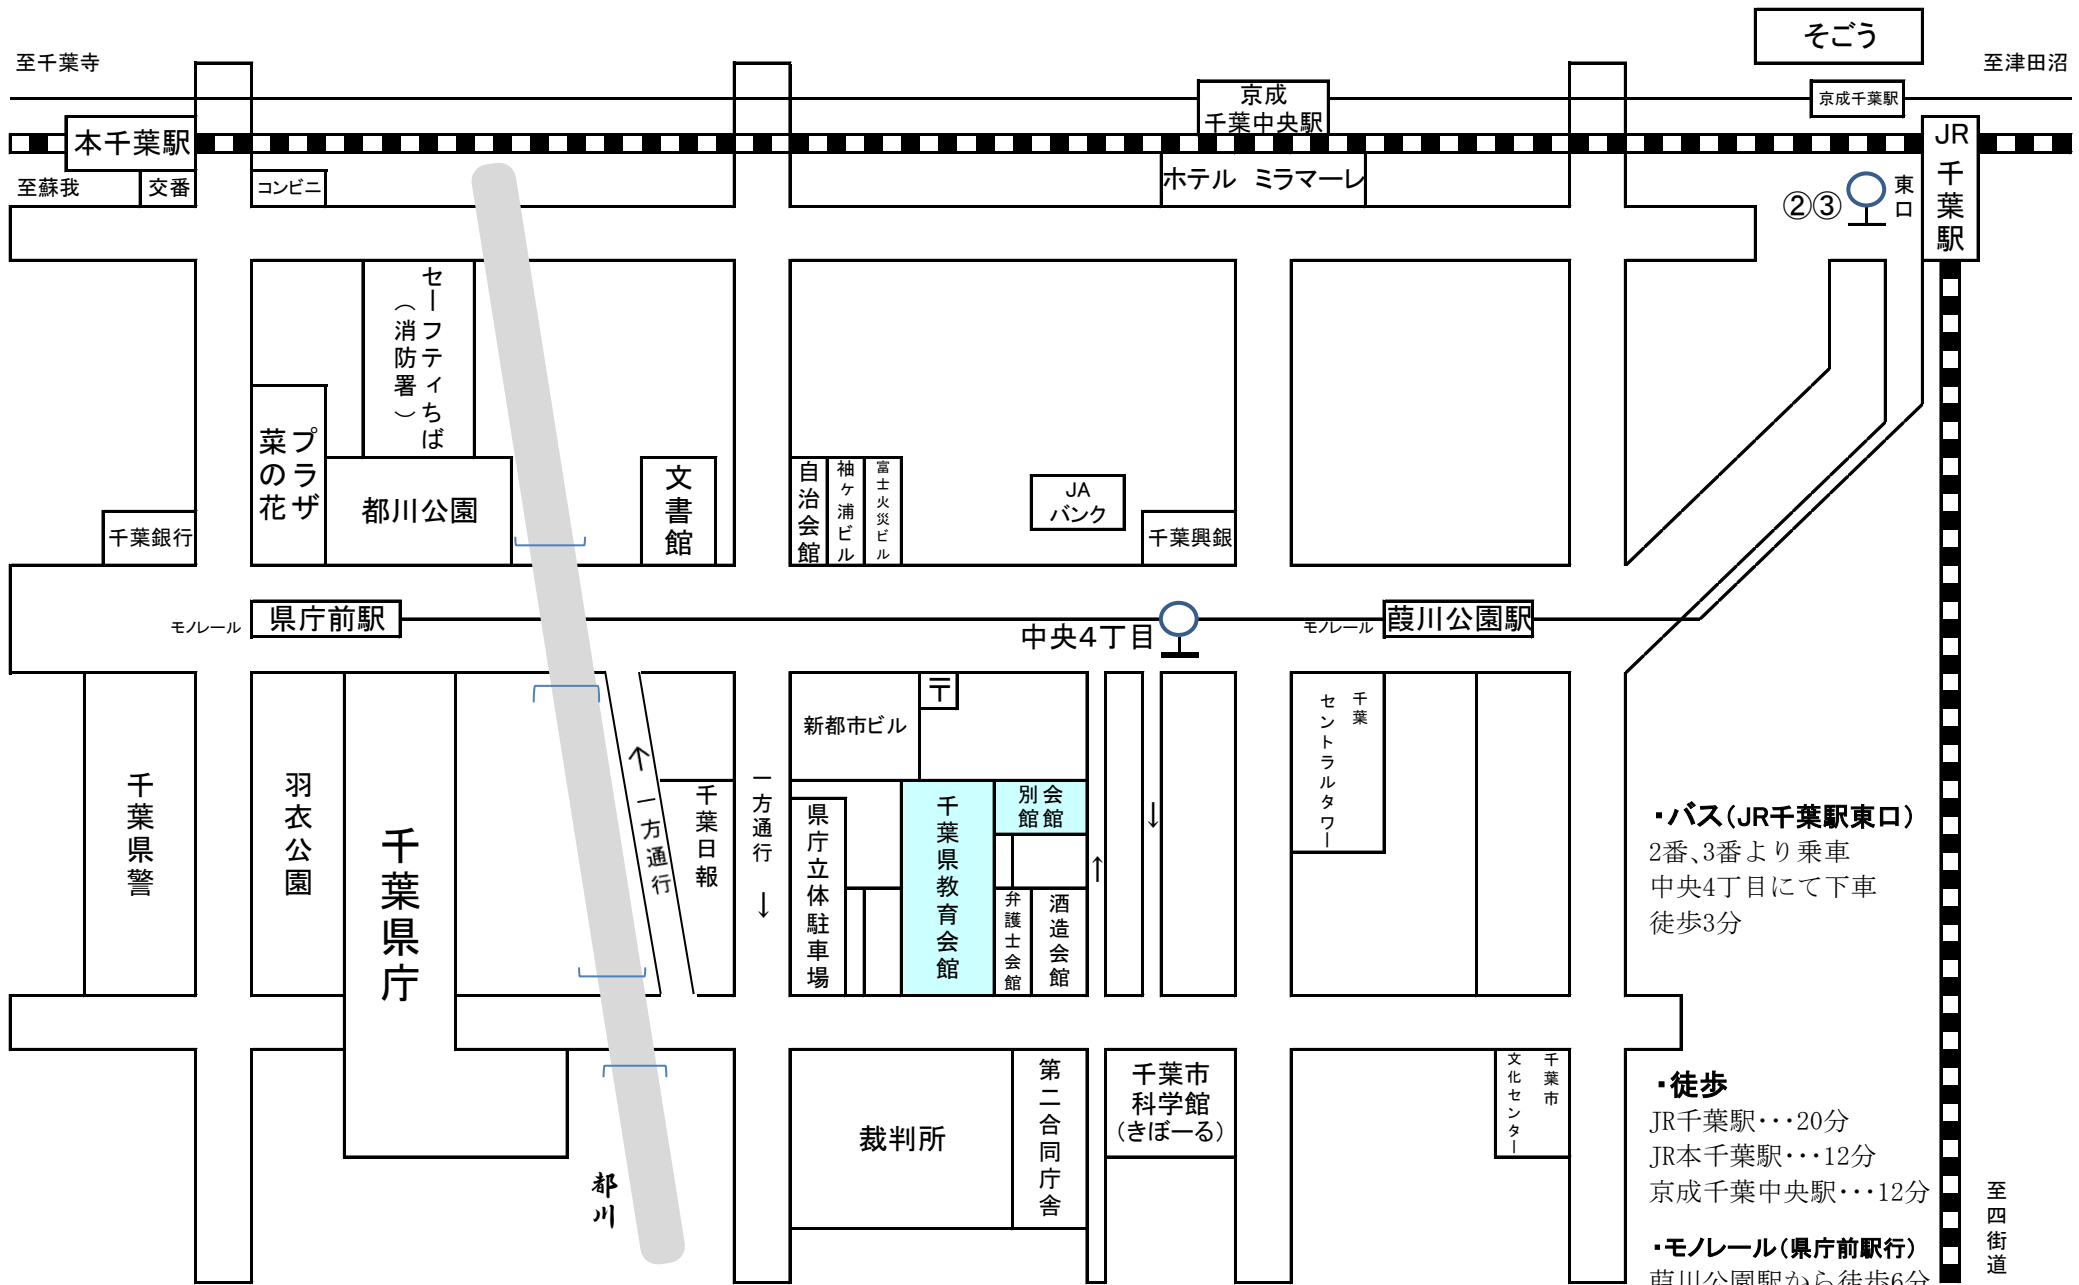 そごう
至千葉寺
至津田沼
京成
千葉中央駅
京成千葉駅
本千葉駅
JR
千葉駅
至蘇我
交番
コンビニ
ホテル ミラマーレ
②③
東口
セーフティちば
（消防署）
プラザ
菜の花
都川公園
文書館
自治会館
袖ヶ浦ビル
富士火災ビル
JA
バンク
千葉興銀
千葉銀行
モノレール
県庁前駅
中央4丁目
モノレール
葭川公園駅
千葉県警
羽衣公園
千葉県庁
↑一方通行
千葉日報
一方通行↓
新都市ビル
〒
県庁立体駐車場
千葉県教育会館
別会
館館
弁護士会館
酒造会館
↑
↓
千葉
セントラルタワー
・バス（JR千葉駅東口）
2番、3番より乗車
中央4丁目にて下車
徒歩3分
裁判所
第二合同庁舎
千葉市
科学館
（きぼーる）
千葉市
文化センター
都川
・徒歩
JR千葉駅・・・20分
JR本千葉駅・・・12分
京成千葉中央駅・・・12分
・モノレール（県庁前駅行）
葭川公園駅から徒歩6分
至四街道